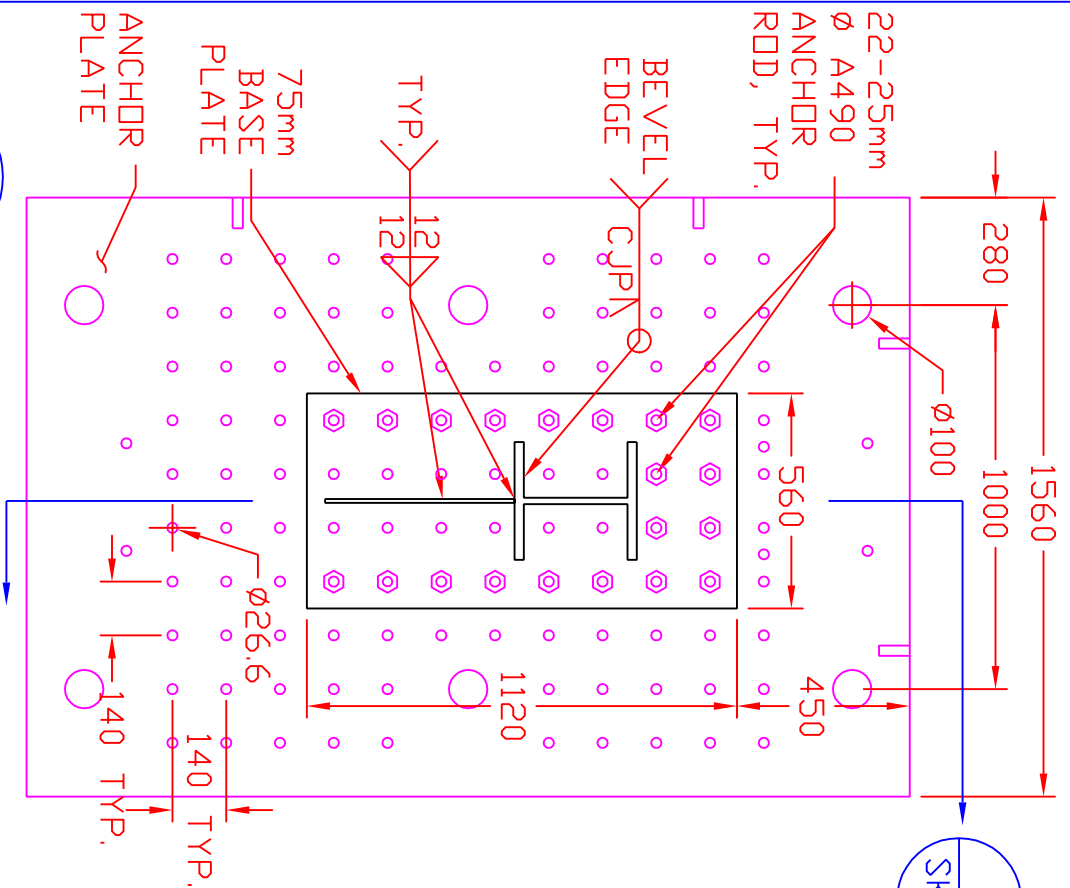 22-25mm
Ø A490
ANCHOR
ROD, TYP.
BEVEL
EDGE
CJP
TYP.
12
12
75mm
BASE
PLATE
ANCHOR
PLATE
280
1560
1000
Ø100
560
450
1120
Ø26.6
140 TYP.
140 TYP.